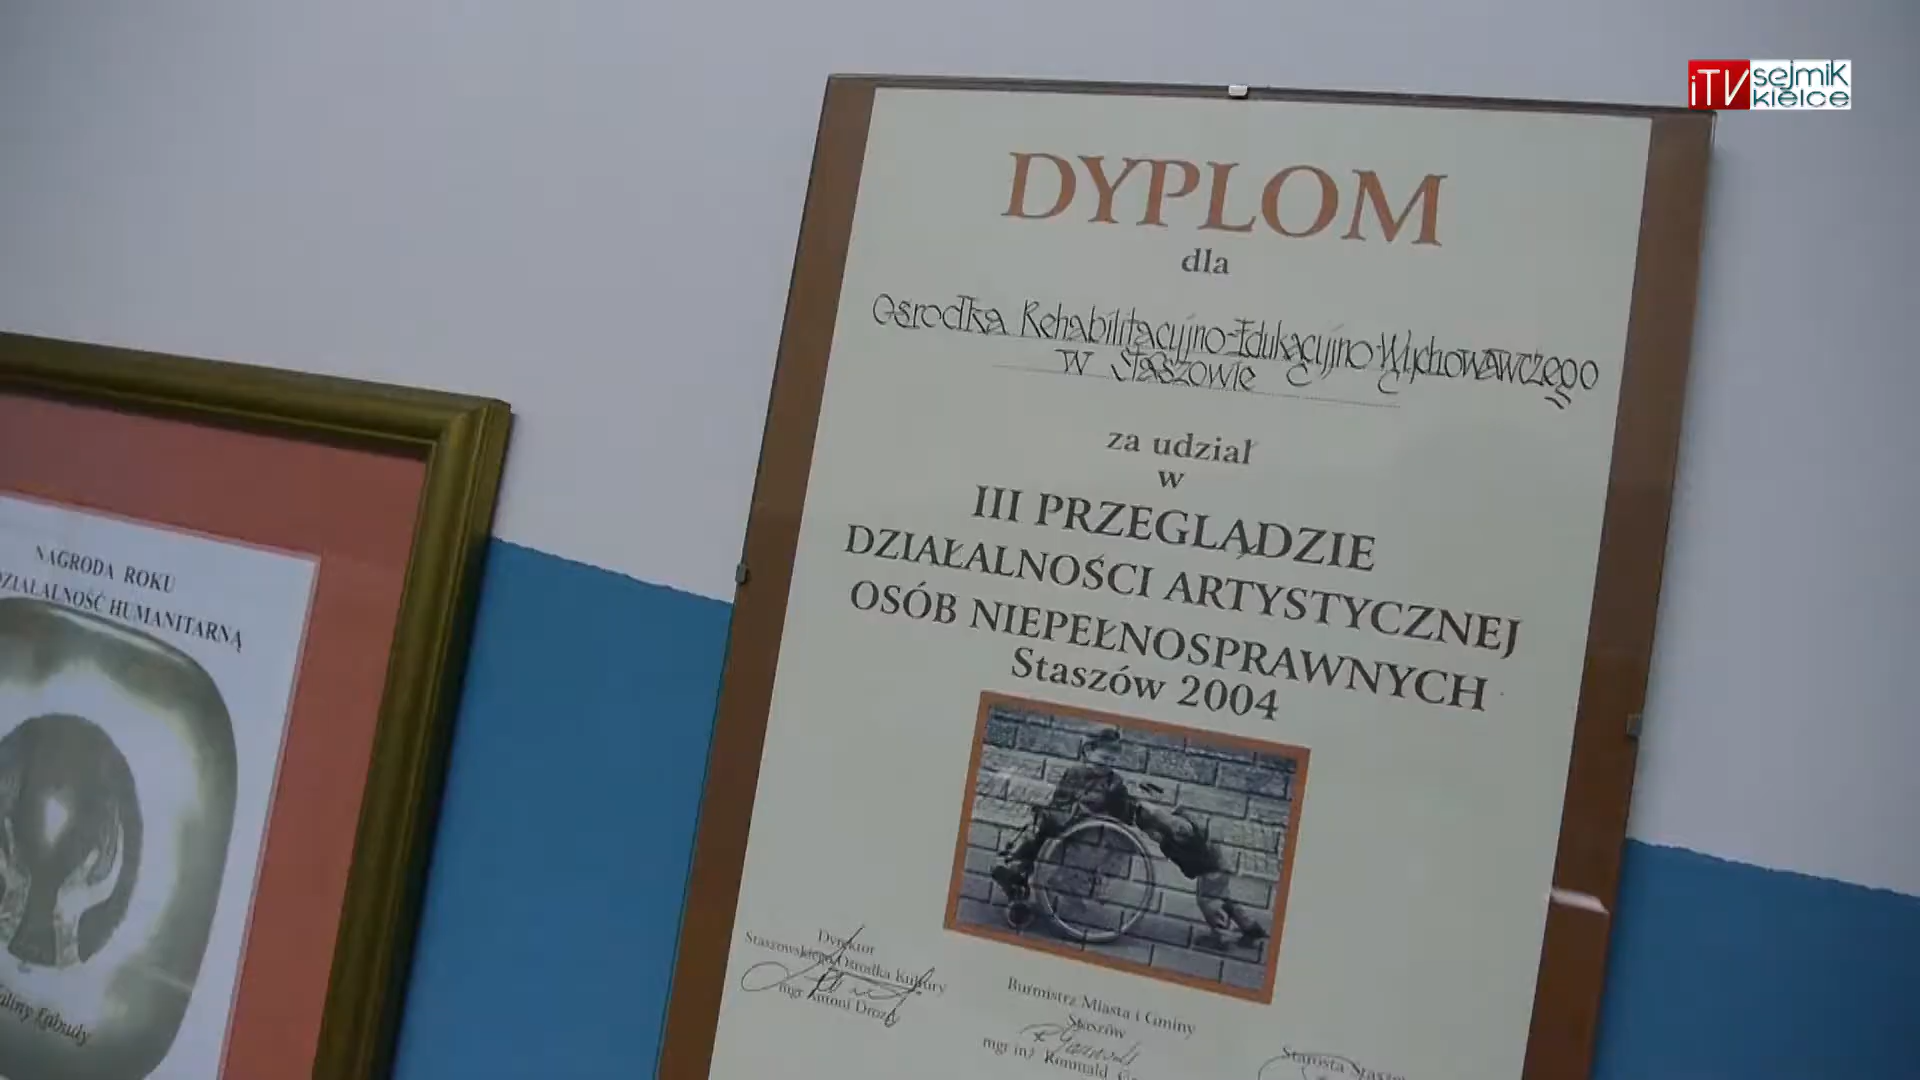 iTV sejmik
kielce
DYPLOM
dla
Ośrodka Rehabilitacyjno-Edukacyjno-Wychowawczego
w Staszowie
za udział
w
III PRZEGLĄDZIE
DZIAŁALNOŚCI ARTYSTYCZNEJ
OSÓB NIEPEŁNOSPRAWNYCH
Staszów 2004
Dyrektor
Staszowskiego Ośrodka Kultury
mgr Antoni Drozd
Burmistrz Miasta i Gminy
Staszów
mgr inż Romuald
Starosta
NAGRODA ROKU
DZIAŁALNOŚĆ HUMANITARNĄ